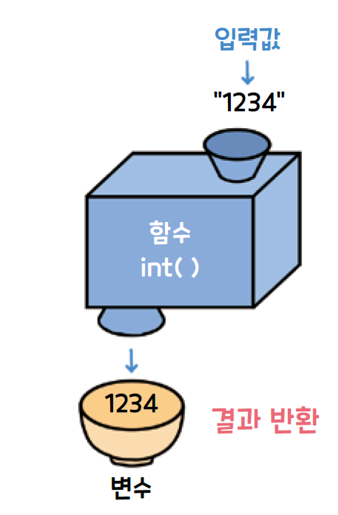 입력값
"1234"
함수
int( )
1234
결과 반환
변수